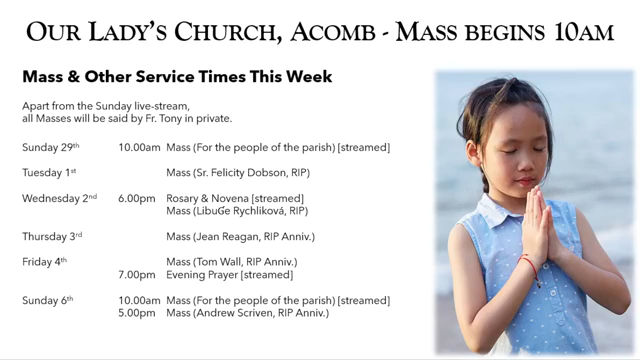 Our Lady's Church, Acomb - Mass begins 10am
Mass & Other Service Times This Week
Apart from the Sunday live-stream,
all Masses will be said by Fr. Tony in private.
Sunday 29th 10.00am Mass (For the people of the parish) [streamed]
Tuesday 1st Mass (Sr. Felicity Dobson, RIP)
Wednesday 2nd 6.00pm Rosary & Novena [streamed]
Mass (LibuĞe Rychliková, RIP)
Thursday 3rd Mass (Jean Reagan, RIP Anniv.)
Friday 4th Mass (Tom Wall, RIP Anniv.)
7.00pm Evening Prayer [streamed]
Sunday 6th 10.00am Mass (For the people of the parish) [streamed]
5.00pm Mass (Andrew Scriven, RIP Anniv.)